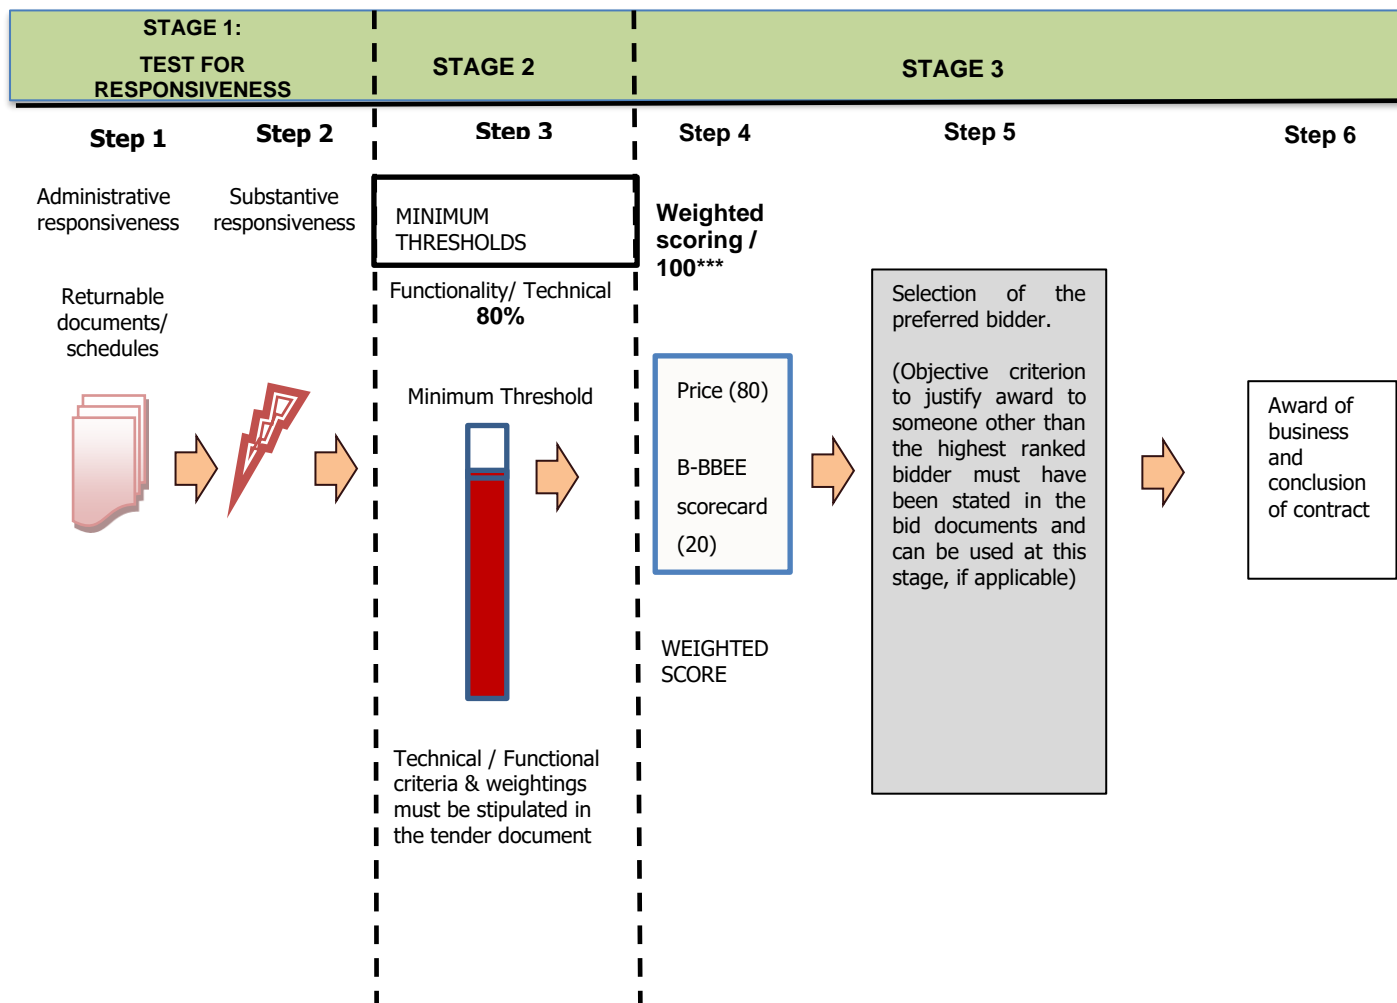 STAGE 1:
TEST FOR
RESPONSIVENESS
STAGE 2
STAGE 3
Step 1
Step 2
Step 3
Step 4
Step 5
Step 6
Administrative
responsiveness
Substantive
responsiveness
MINIMUM
THRESHOLDS
Weighted
scoring /
100***
Returnable
documents/
schedules
Functionality/ Technical
80%
Minimum Threshold
Technical / Functional
criteria & weightings
must be stipulated in
the tender document
Price (80)
B-BBEE
scorecard
(20)
WEIGHTED
SCORE
Selection of the
preferred bidder.
(Objective criterion
to justify award to
someone other than
the highest ranked
bidder must have
been stated in the
bid documents and
can be used at this
stage, if applicable)
Award of
business
and
conclusion
of contract